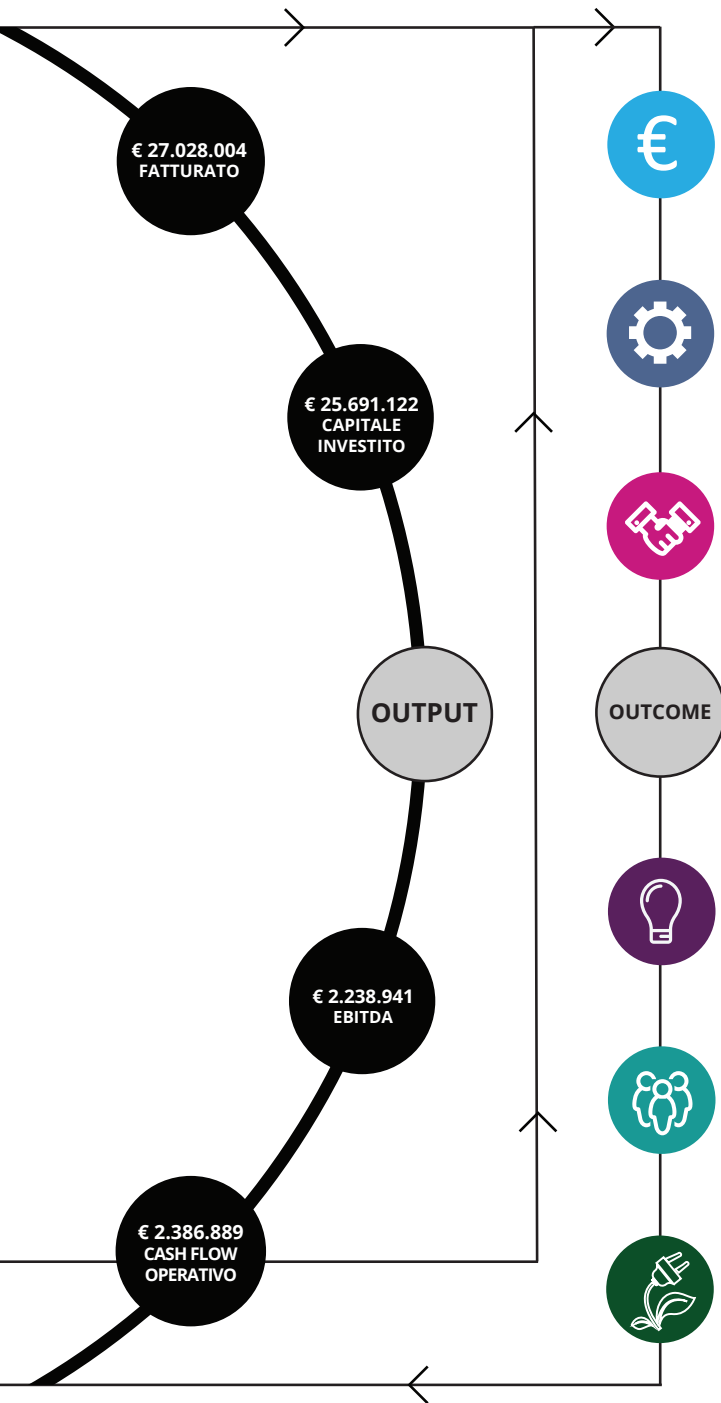 € 27.028.004
FATTURATO
€ 25.691.122
CAPITALE
INVESTITO
OUTPUT
OUTCOME
€ 2.238.941
EBITDA
€ 2.386.889
CASH FLOW
OPERATIVO
€